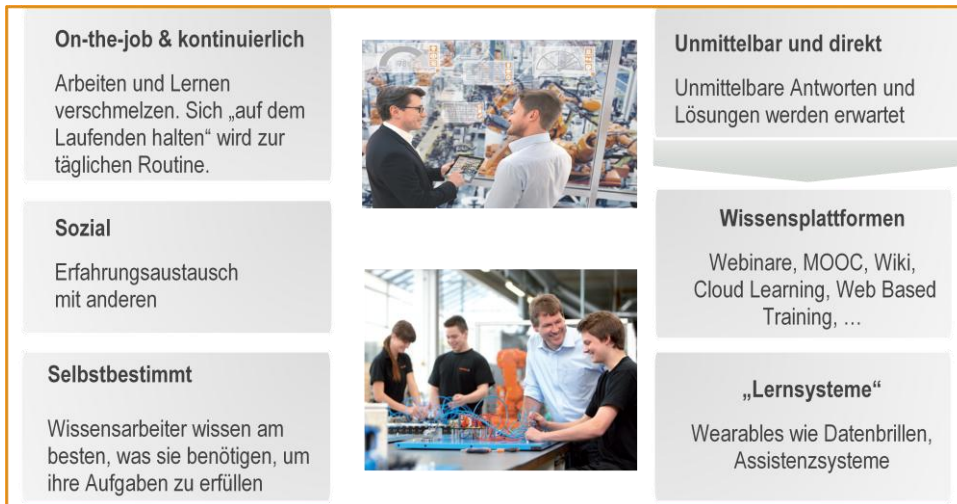 On-the-job & kontinuierlich
Arbeiten und Lernen
verschmelzen. Sich „auf dem
Laufenden halten“ wird zur
täglichen Routine.
Sozial
Erfahrungsaustausch
mit anderen
Selbstbestimmt
Wissensarbeiter wissen am
besten, was sie benötigen, um
ihre Aufgaben zu erfüllen
Unmittelbar und direkt
Unmittelbare Antworten und
Lösungen werden erwartet
Wissensplattformen
Webinare, MOOC, Wiki,
Cloud Learning, Web Based
Training, …
„Lernsysteme“
Wearables wie Datenbrillen,
Assistenzsysteme